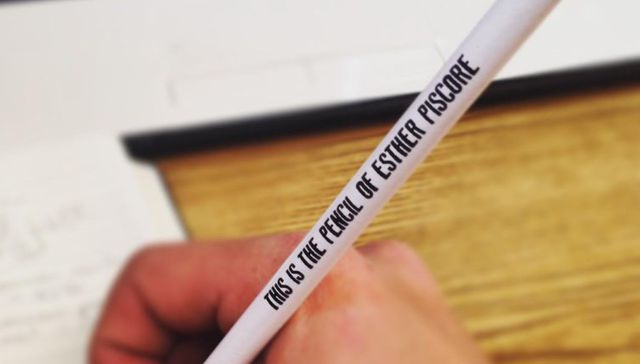 THIS IS THE PENCIL OF ESTHER PISCORE